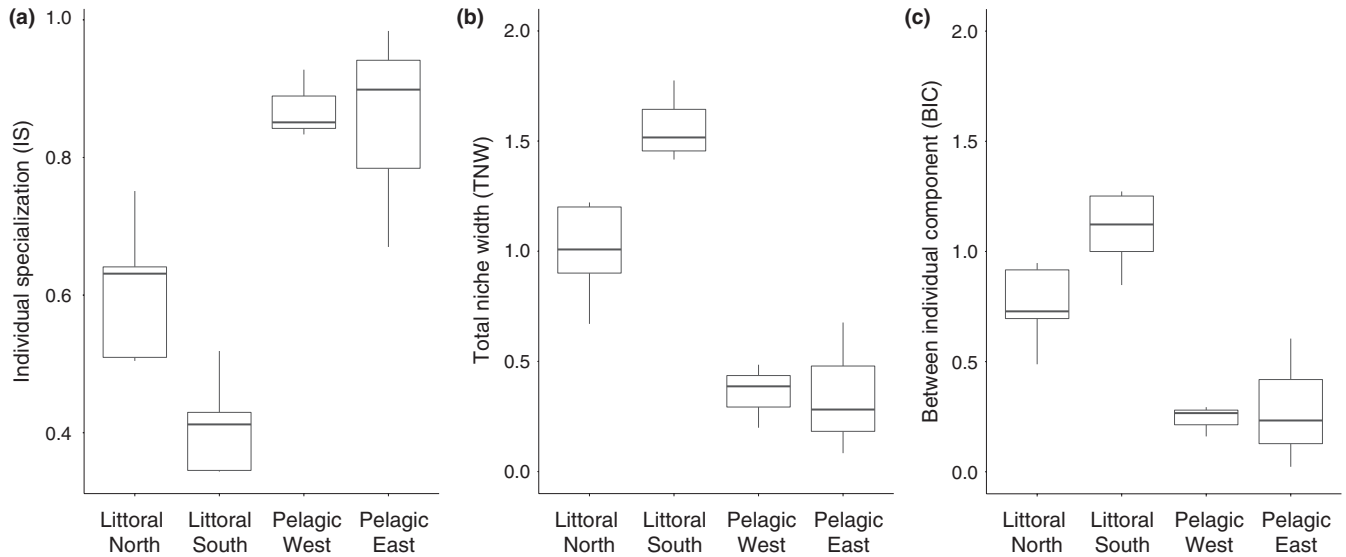 (a)
Individual specialization (IS)
1.0
0.8
0.6
0.4
Littoral
North
Littoral
South
Pelagic
West
Pelagic
East
(b)
Total niche width (TNW)
2.0
1.5
1.0
0.5
0.0
Littoral
North
Littoral
South
Pelagic
West
Pelagic
East
(c)
Between individual component (BIC)
2.0
1.5
1.0
0.5
0.0
Littoral
North
Littoral
South
Pelagic
West
Pelagic
East